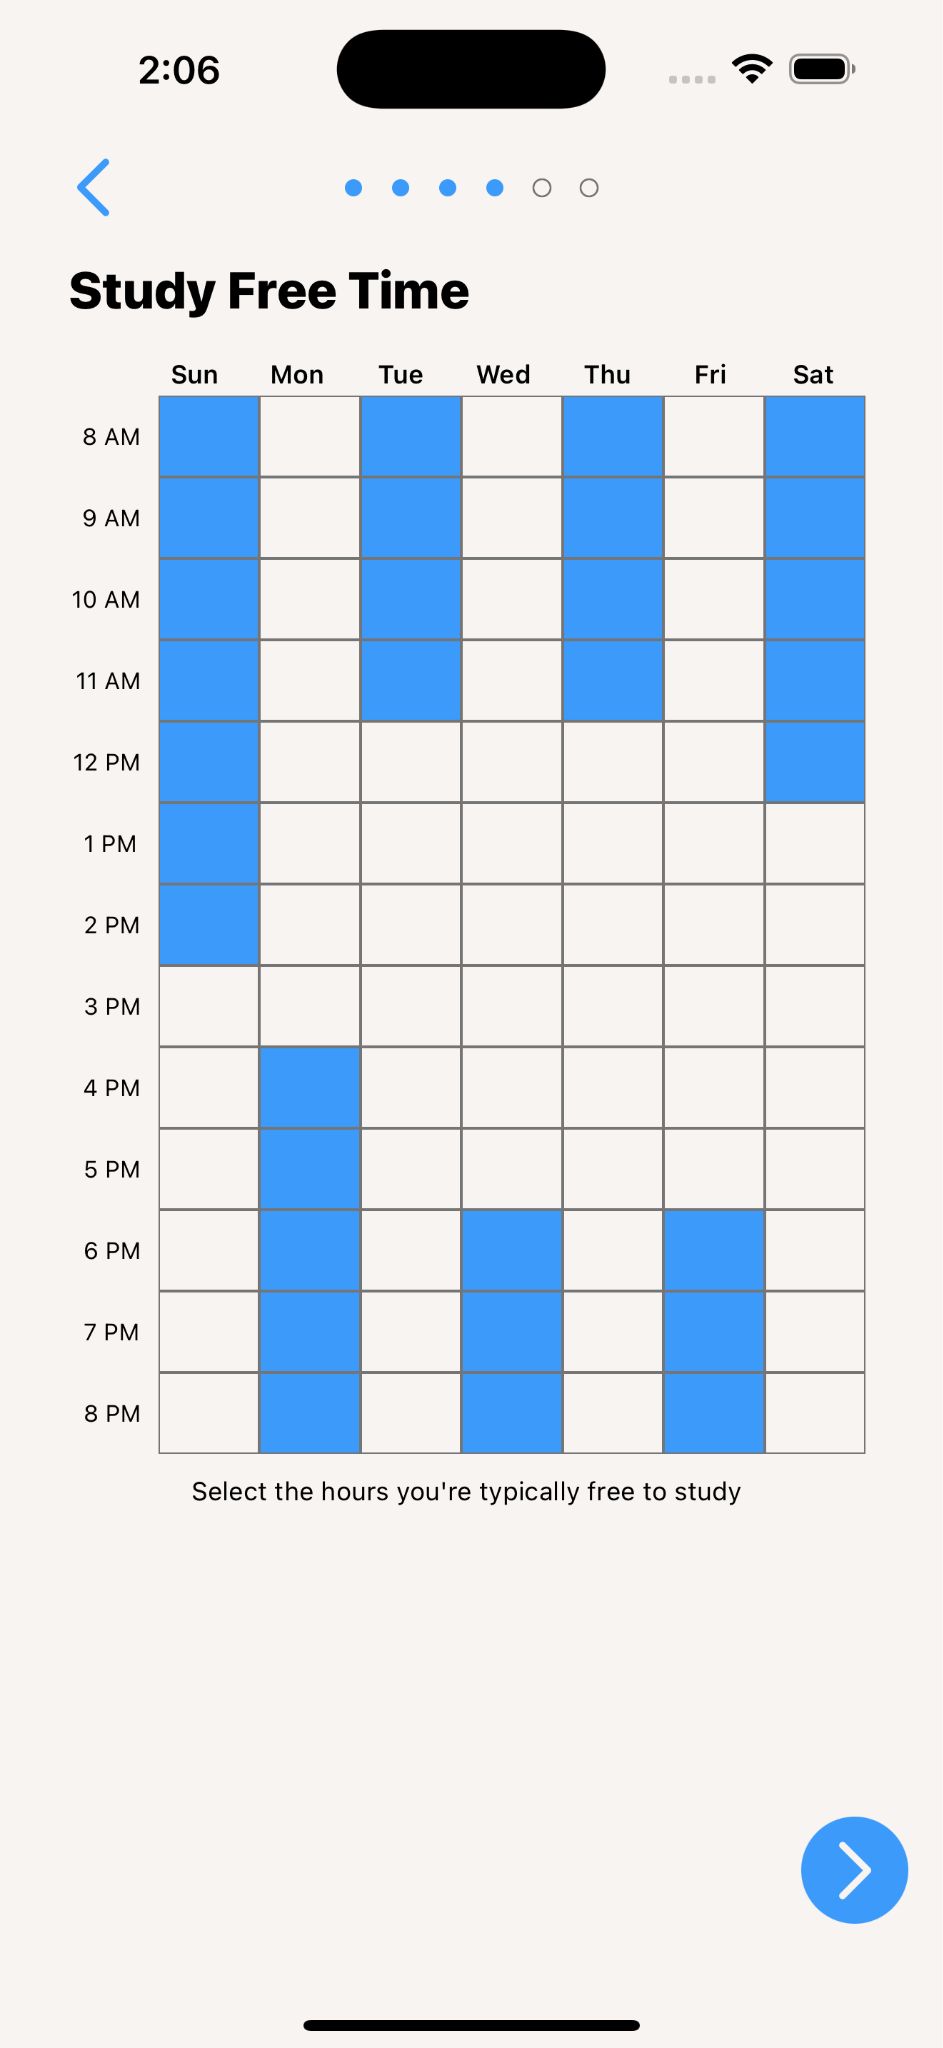 2:06
Study Free Time
Sun Mon Tue Wed Thu Fri Sat
8 AM
9 AM
10 AM
11 AM
12 PM
1 PM
2 PM
3 PM
4 PM
5 PM
6 PM
7 PM
8 PM
Select the hours you're typically free to study